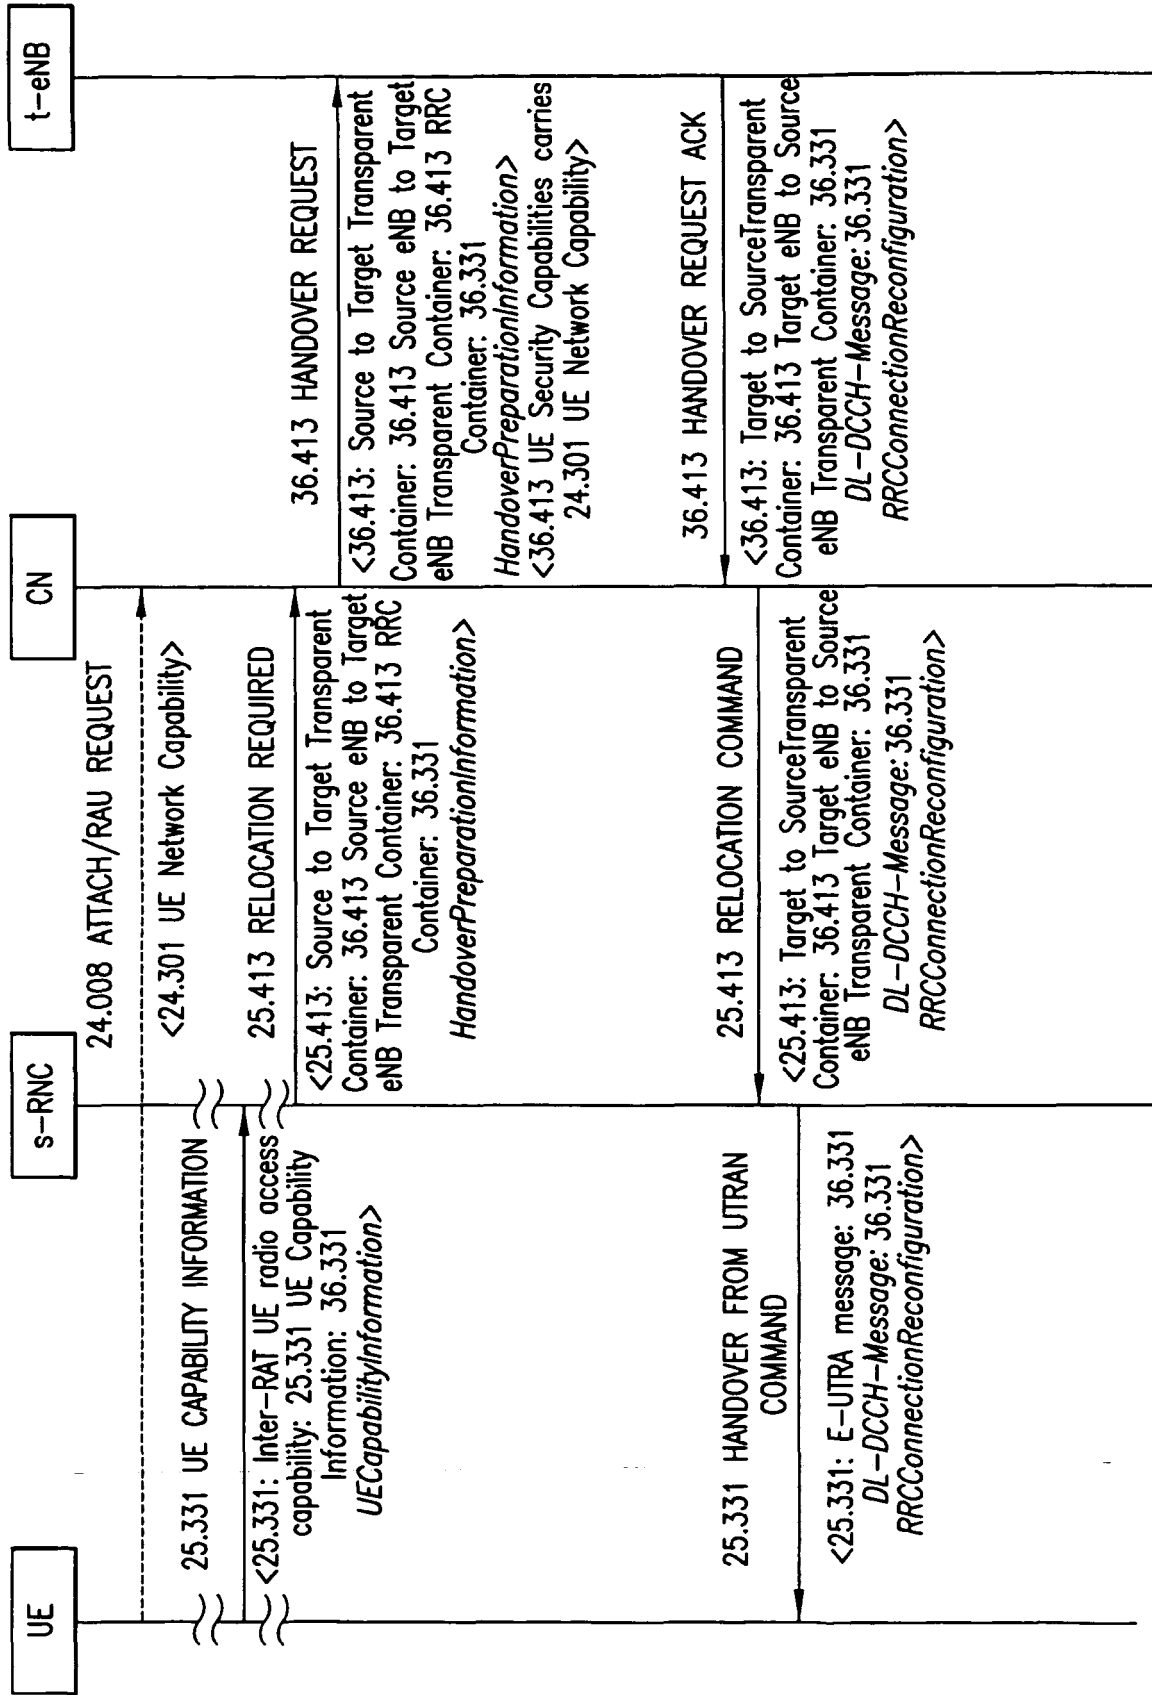 UE
s-RNC
CN
t-eNB
24.008 ATTACH/RAU REQUEST
<24.301 UE Network Capability>
25.331 UE CAPABILITY INFORMATION
<25.331: Inter-RAT UE radio access
capability: 25.331 UE Capability
Information: 36.331
UECapabilityInformation>
25.413 RELOCATION REQUIRED
<25.413: Source to Target Transparent
Container: 36.413 Source eNB to Target
eNB Transparent Container: 36.413 RRC
Container: 36.331
HandoverPreparationInformation>
36.413 HANDOVER REQUEST
<36.413: Source to Target Transparent
Container: 36.413 Source eNB to Target
eNB Transparent Container: 36.413 RRC
Container: 36.331
HandoverPreparationInformation>
<36.413 UE Security Capabilities carries
24.301 UE Network Capability>
36.413 HANDOVER REQUEST ACK
<36.413: Target to SourceTransparent
Container: 36.413 Target eNB to Source
eNB Transparent Container: 36.331
DL-DCCH-Message: 36.331
RRCConnectionReconfiguration>
25.413 RELOCATION COMMAND
<25.413: Target to SourceTransparent
Container: 36.413 Target eNB to Source
eNB Transparent Container: 36.331
DL-DCCH-Message: 36.331
RRCConnectionReconfiguration>
25.331 HANDOVER FROM UTRAN
COMMAND
<25.331: E-UTRA message: 36.331
DL-DCCH-Message: 36.331
RRCConnectionReconfiguration>